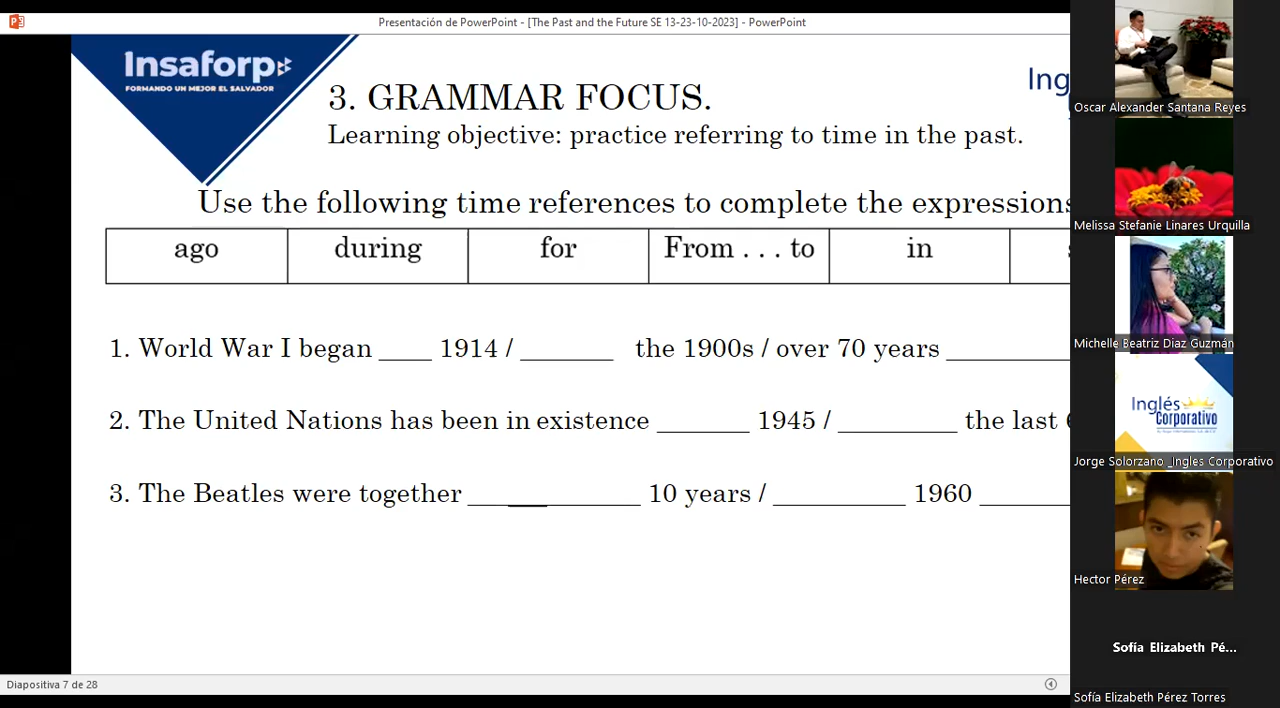 Presentación de PowerPoint - [The Past and the Future SE 13-23-10-2023] - PowerPoint
Insaforp
FORMANDO UN MEJOR EL SALVADOR
3. GRAMMAR FOCUS.
Learning objective: practice referring to time in the past.
Use the following time references to complete the expressions
ago during for From . . . to in
1. World War I began ____ 1914 / _______ the 1900s / over 70 years __________
2. The United Nations has been in existence _______ 1945 / _________ the last
3. The Beatles were together _____________ 10 years / __________ 1960 _______
Diapositiva 7 de 28
Oscar Alexander Santana Reyes
Melissa Stefanie Linares Urquilla
Michelle Beatriz Diaz Guzmán
Inglés
Corporativo
Jorge Solorzano _Ingles Corporativo
Hector Pérez
Sofía Elizabeth Pé...
Sofía Elizabeth Pérez Torres